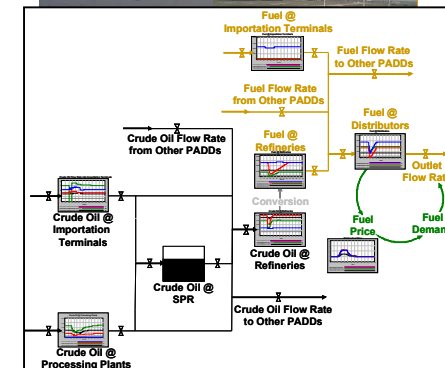 Fuel @
Importation Terminals
Fuel Flow Rate
to Other PADDs
Fuel Flow Rate
from Other PADDs
Fuel @
Distributors
Crude Oil Flow Rate
from Other PADDs
Fuel @
Refineries
Outlet
Flow Rat
Conversion
Crude Oil @
Importation
Terminals
Fuel
Price
Fuel
Deman
Crude Oil @
Refineries
Crude Oil @
SPR
Crude Oil Flow Rate
to Other PADDs
Crude Oil @
Processing Plants